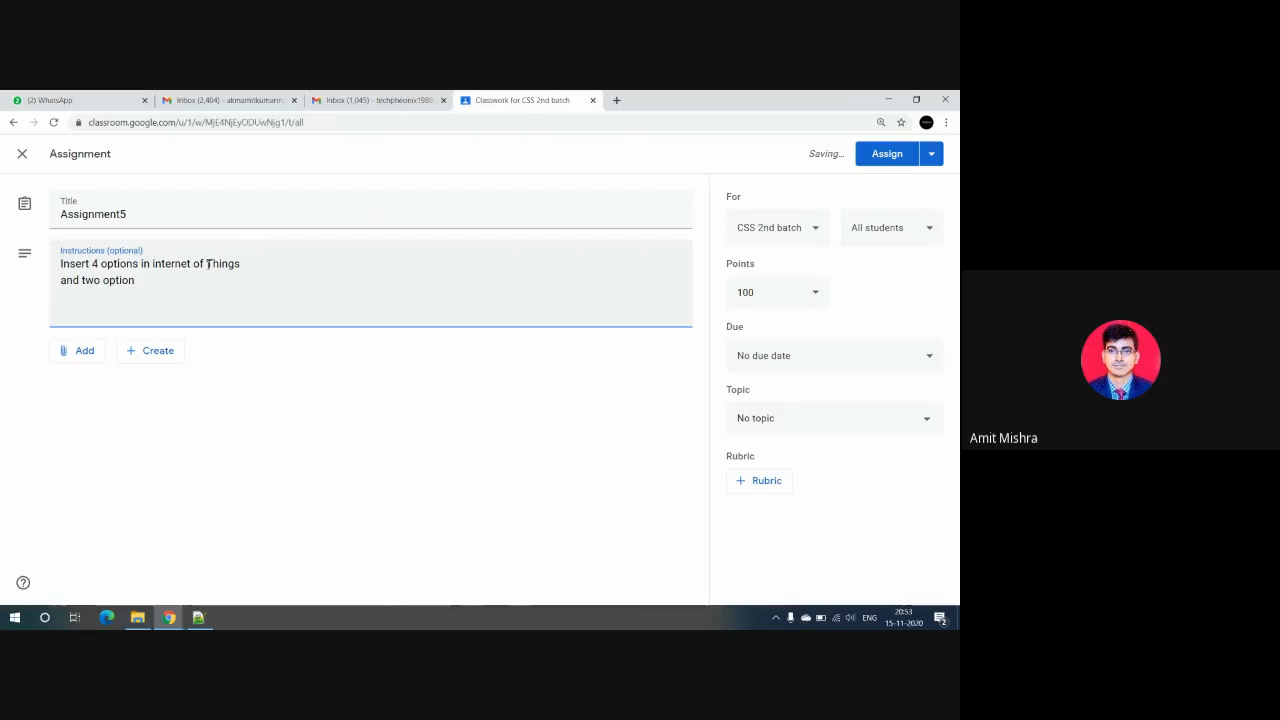 (2) WhatsApp
Inbox (2,404) - akmamitkumarm
Inbox (1,045) - techpheonix1988
Classwork for CSS 2nd batch
classroom.google.com/u/1/w/MjE4NjEyODUwNjg1/t/all
Assignment
Saving...
Assign
Title
Assignment5
Instructions (optional)
Insert 4 options in internet of Things
and two option
Add
Create
For
CSS 2nd batch
All students
Points
100
Due
No due date
Topic
No topic
Rubric
Rubric
Amit Mishra
ENG
20:53
15-11-2020
2